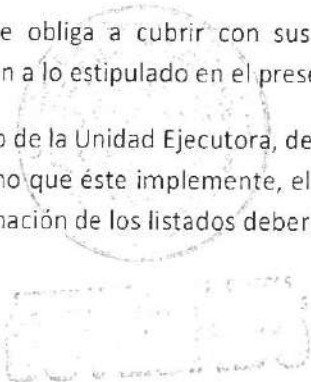 e obliga a cubrir con sus
n a lo estipulado en el prese
o de la Unidad Ejecutora, de
no que éste implemente, el
nación de los listados deber